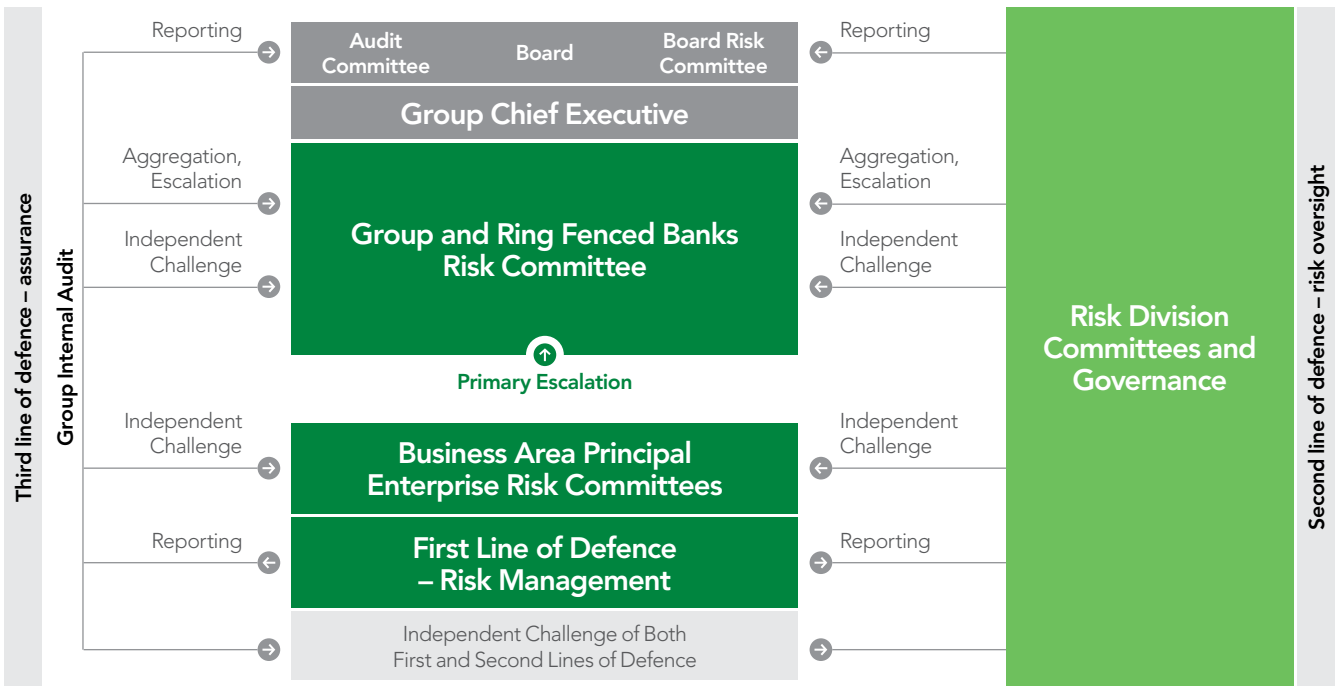 Third line of defence – assurance
Group Internal Audit
Reporting
Aggregation,
Escalation
Independent
Challenge
Independent
Challenge
Reporting
Audit
Committee
Board
Board Risk
Committee
Group Chief Executive
Group and Ring Fenced Banks
Risk Committee
Primary Escalation
Business Area Principal
Enterprise Risk Committees
First Line of Defence
– Risk Management
Independent Challenge of Both
First and Second Lines of Defence
Reporting
Aggregation,
Escalation
Independent
Challenge
Independent
Challenge
Reporting
Risk Division
Committees and
Governance
Second line of defence – risk oversight